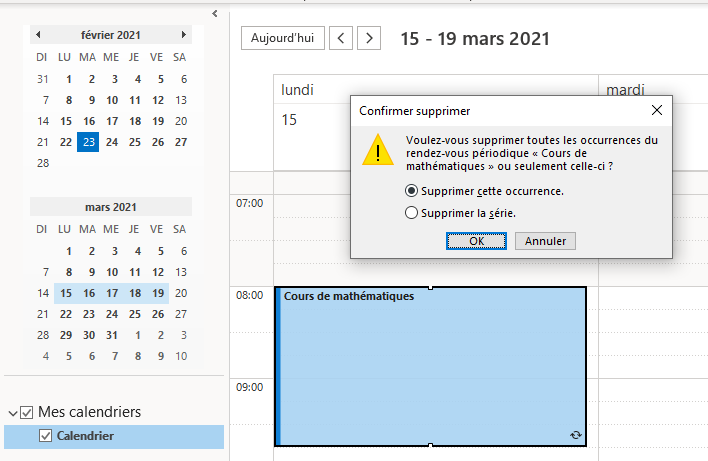 février 2021
DI LU MA ME JE VE SA
31 1 2 3 4 5 6
7 8 9 10 11 12 13
14 15 16 17 18 19 20
21 22 23 24 25 26 27
28
mars 2021
DI LU MA ME JE VE SA
1 2 3 4 5 6
7 8 9 10 11 12 13
14 15 16 17 18 19 20
21 22 23 24 25 26 27
28 29 30 31 1 2 3
4 5 6 7 8 9 10
Mes calendriers
Calendrier
Aujourd'hui
15 - 19 mars 2021
lundi
mardi
15
07:00
08:00
09:00
Cours de mathématiques
Confirmer supprimer
Voulez-vous supprimer toutes les occurrences du
rendez-vous périodique « Cours de
mathématiques » ou seulement celle-ci ?
Supprimer cette occurrence.
Supprimer la série.
OK
Annuler